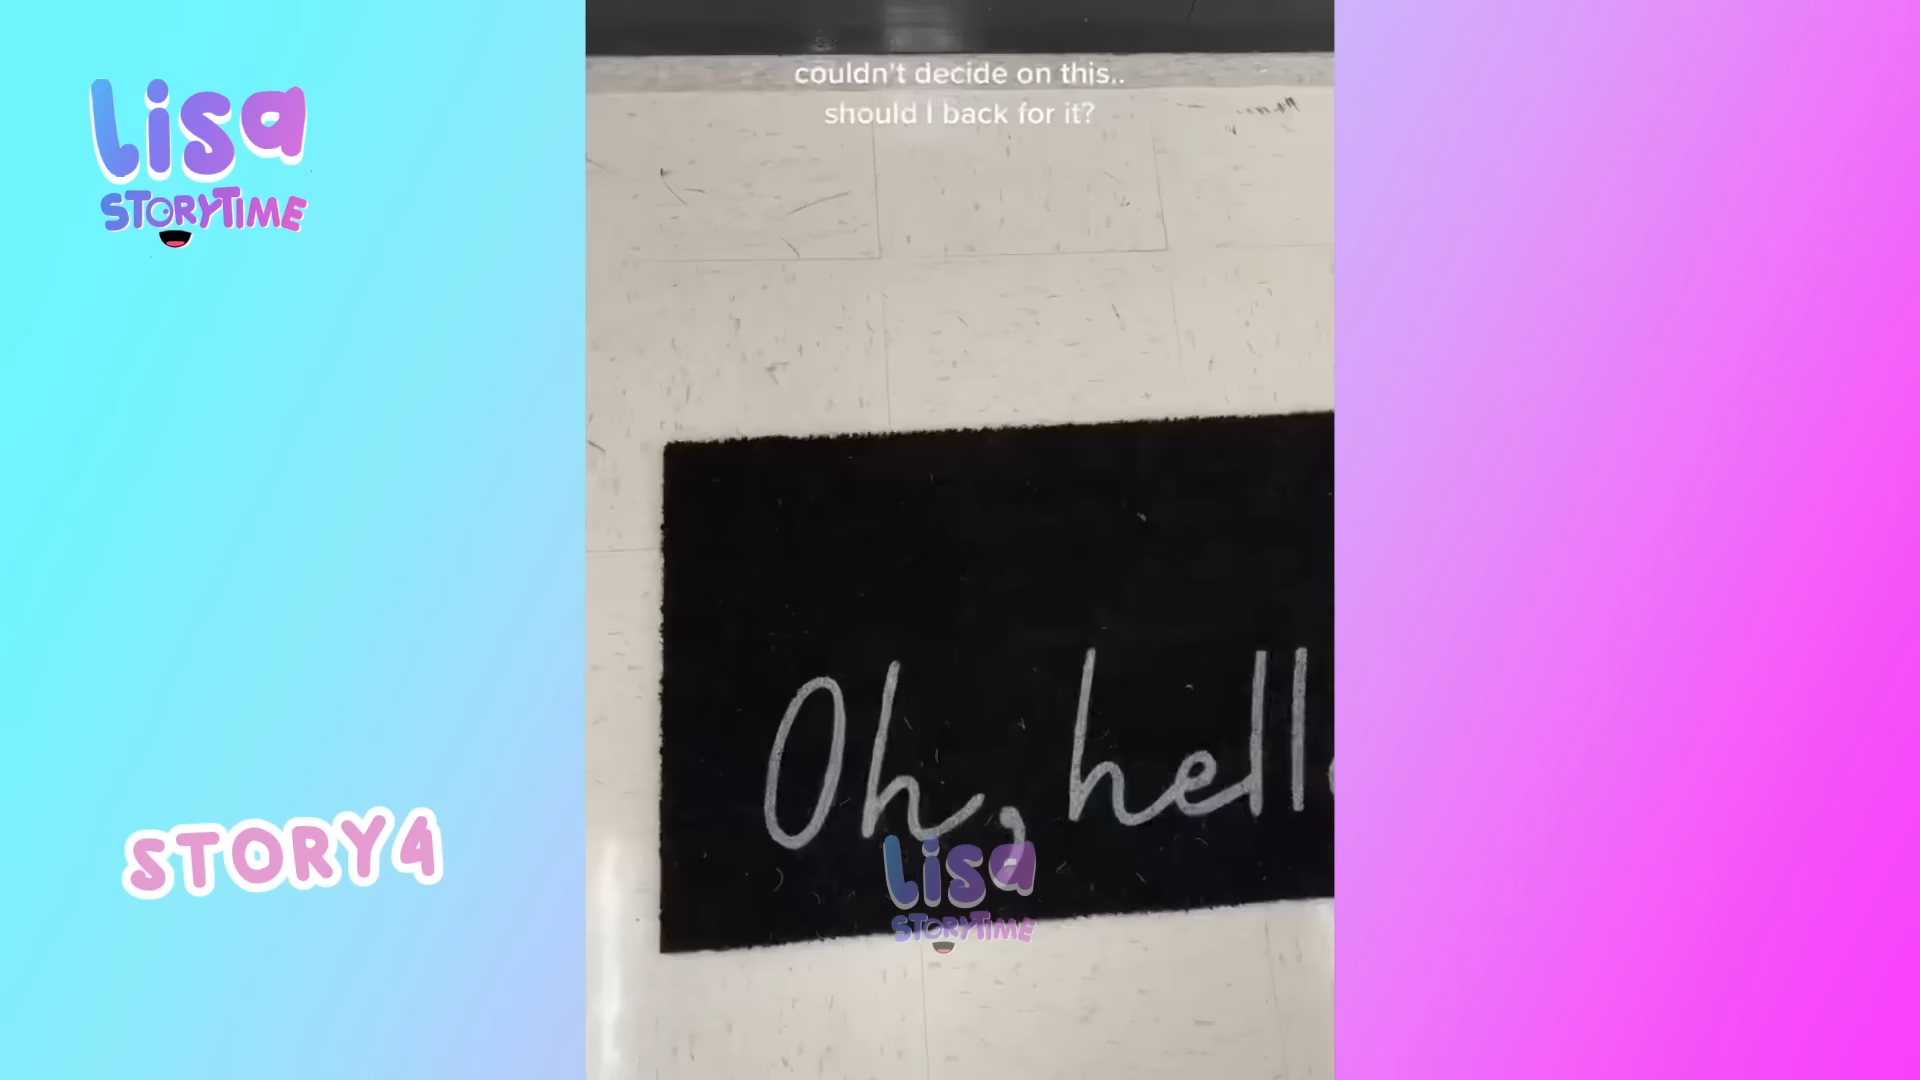 Lisa
STORYTIME
couldn't decide on this..
should I back for it?
Oh, hell
Lisa
STORYTIME
STORY4